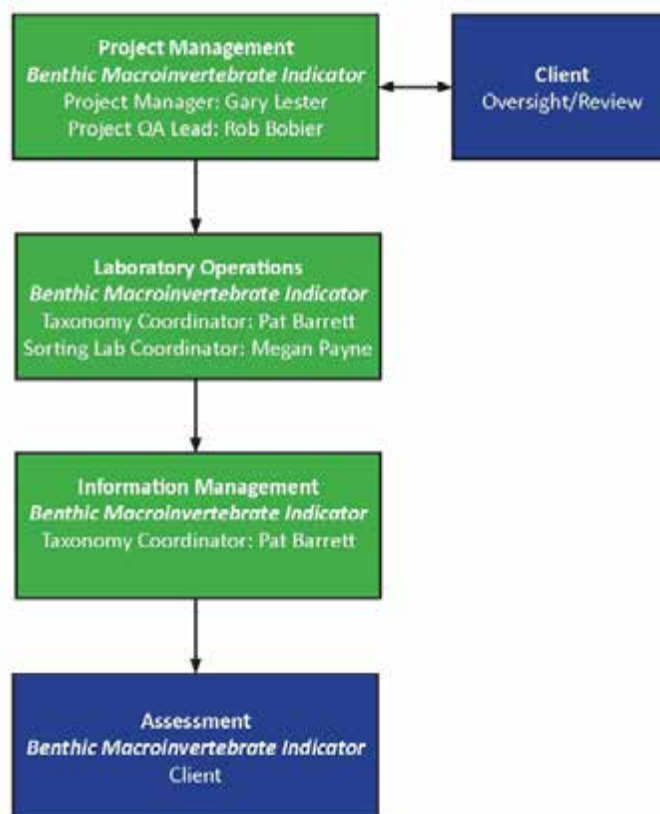 Project Management
Benthic Macroinvertebrate Indicator
Project Manager: Gary Lester
Project QA Lead: Rob Bobier
Client
Oversight/Review
Laboratory Operations
Benthic Macroinvertebrate Indicator
Taxonomy Coordinator: Pat Barrett
Sorting Lab Coordinator: Megan Payne
Information Management
Benthic Macroinvertebrate Indicator
Taxonomy Coordinator: Pat Barrett
Assessment
Benthic Macroinvertebrate Indicator
Client